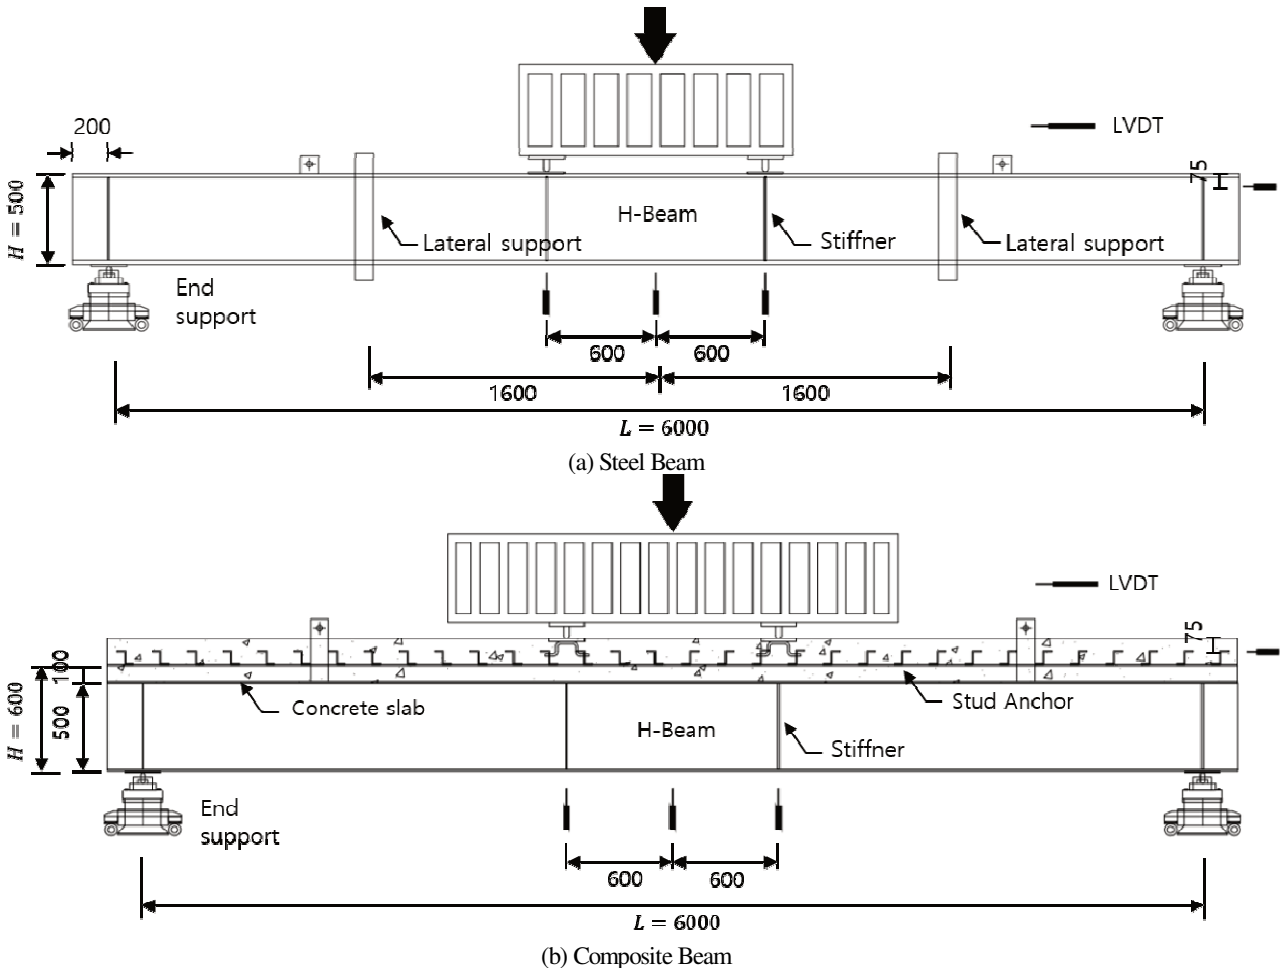 200
LVDT
75
H = 500
H-Beam
Lateral support
Stiffner
Lateral support
End
support
600
600
1600
1600
L = 6000
(a) Steel Beam
LVDT
75
100
H = 600
500
Concrete slab
Stud Anchor
H-Beam
Stiffner
End
support
600
600
L = 6000
(b) Composite Beam